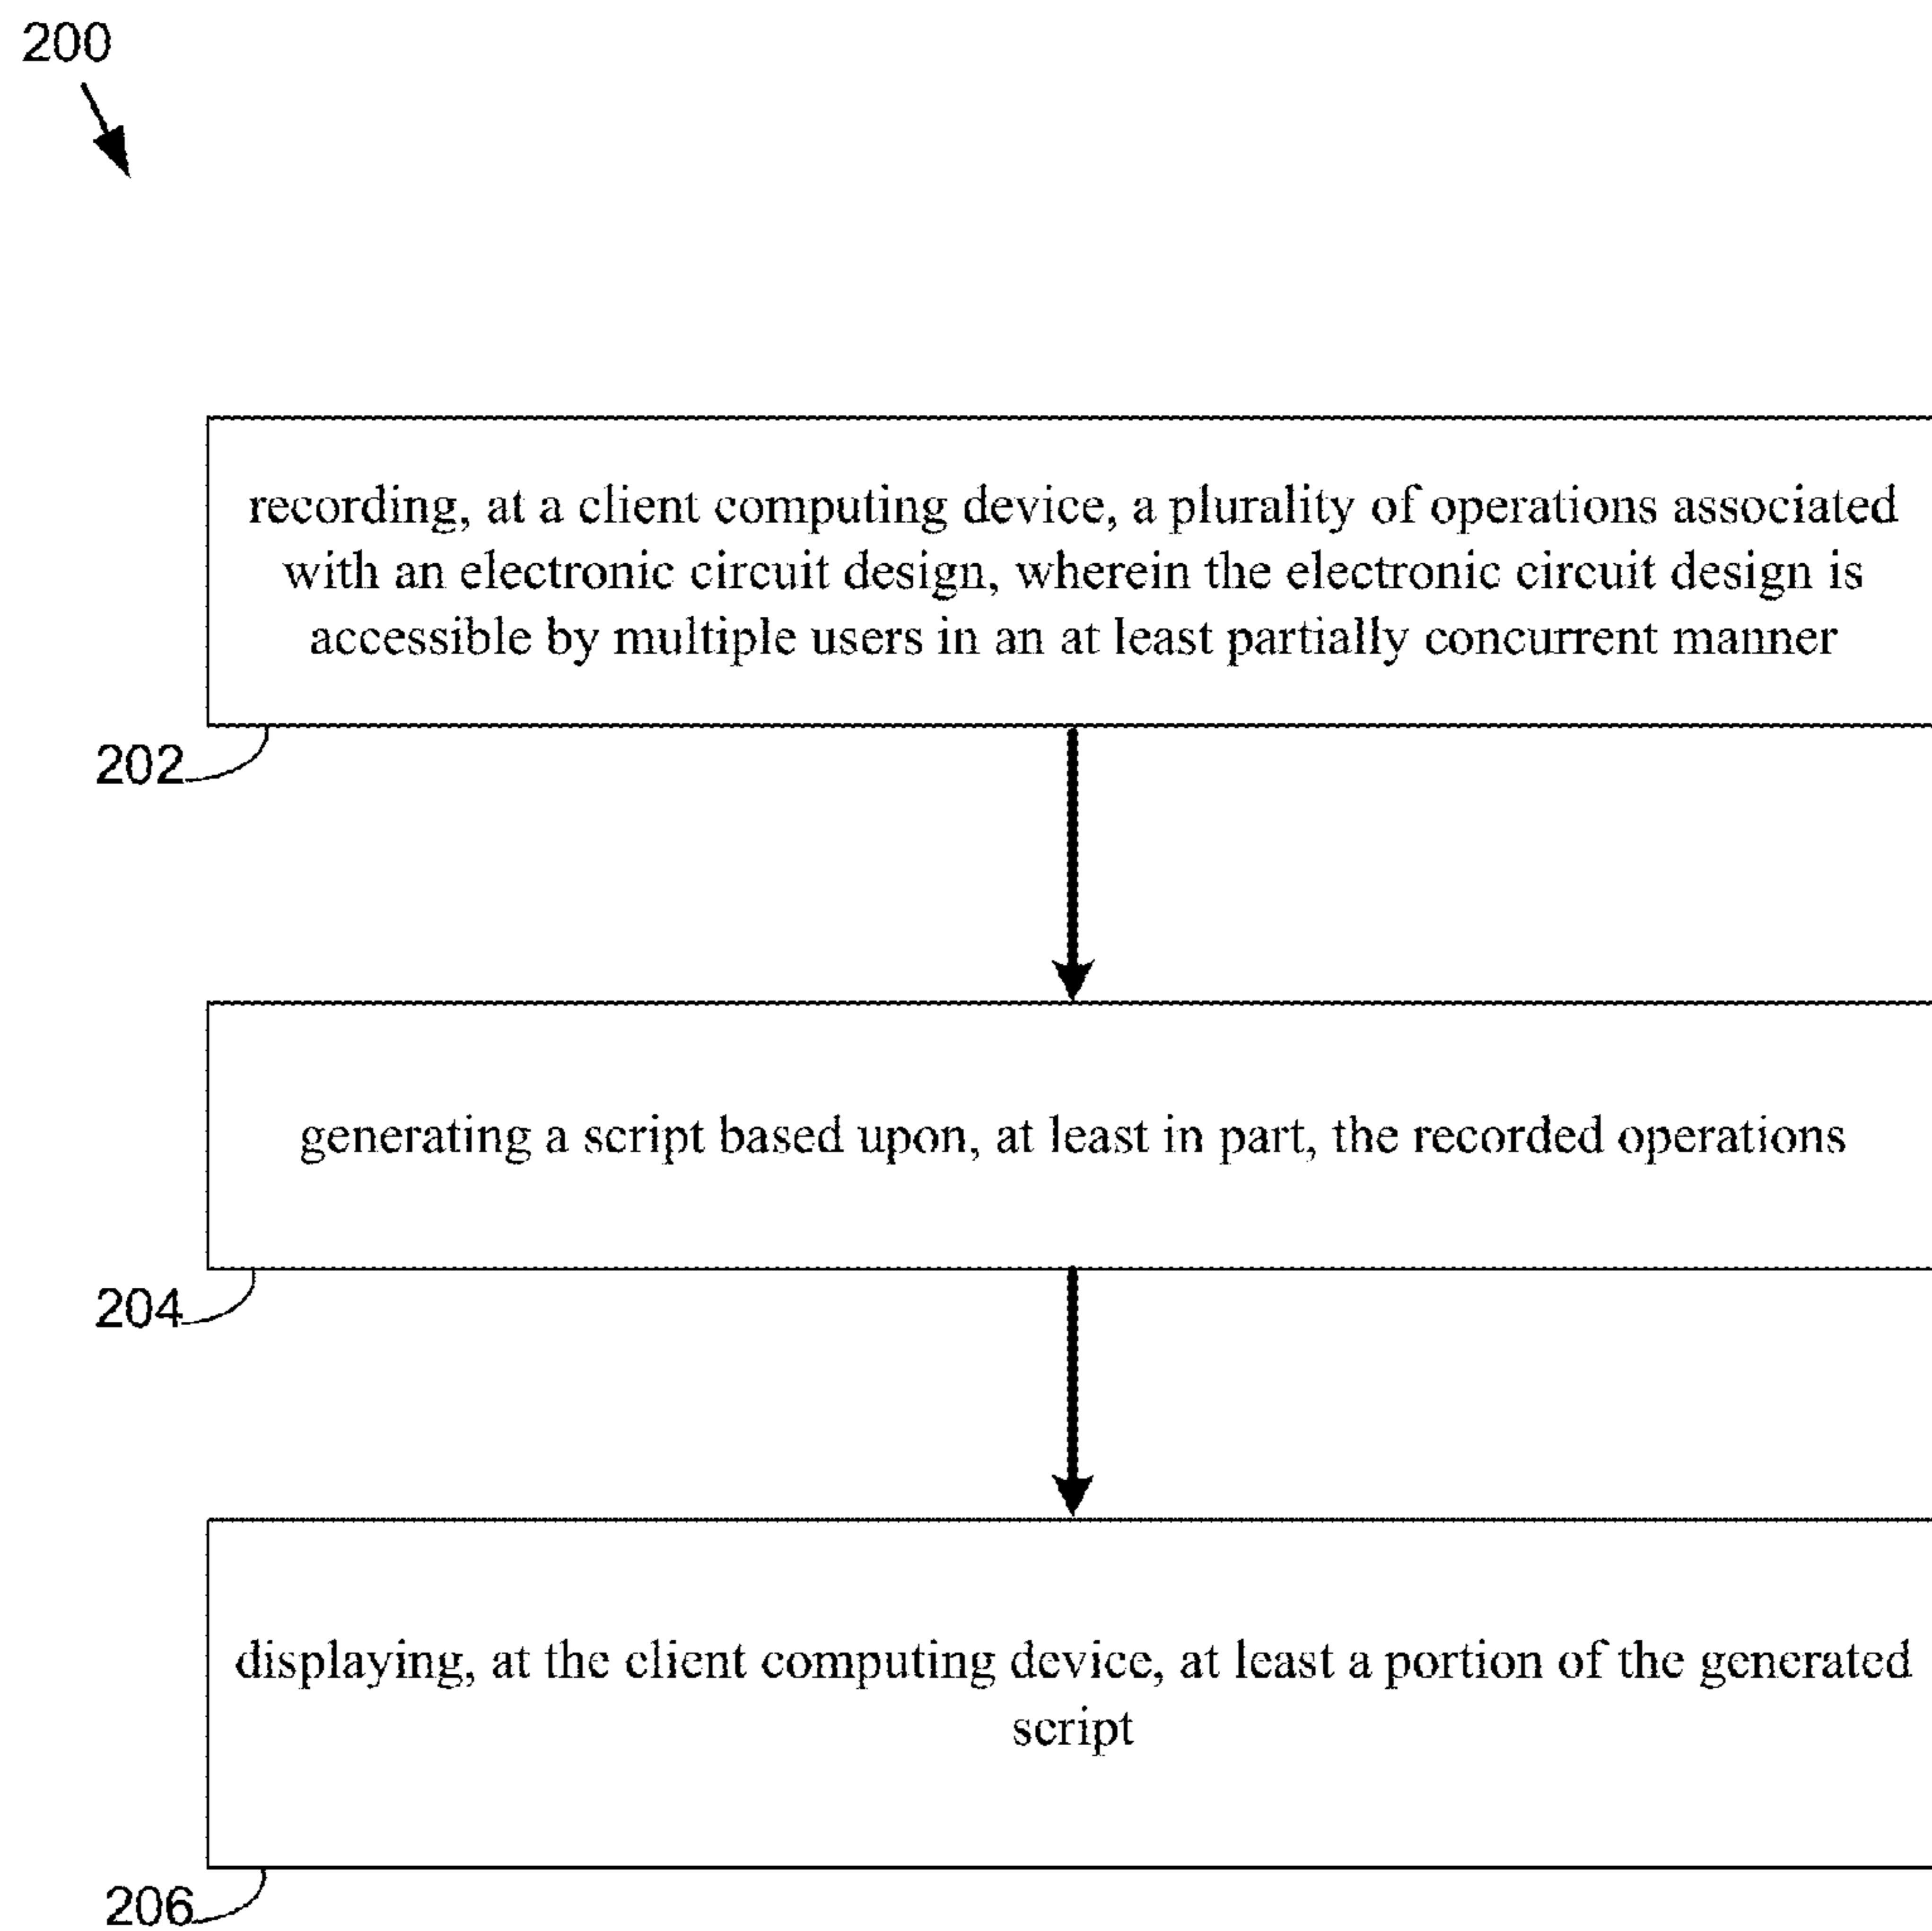 200
recording, at a client computing device, a plurality of operations associated
with an electronic circuit design, wherein the electronic circuit design is
accessible by multiple users in an at least partially concurrent manner
202
generating a script based upon, at least in part, the recorded operations
204
displaying, at the client computing device, at least a portion of the generated
script
206